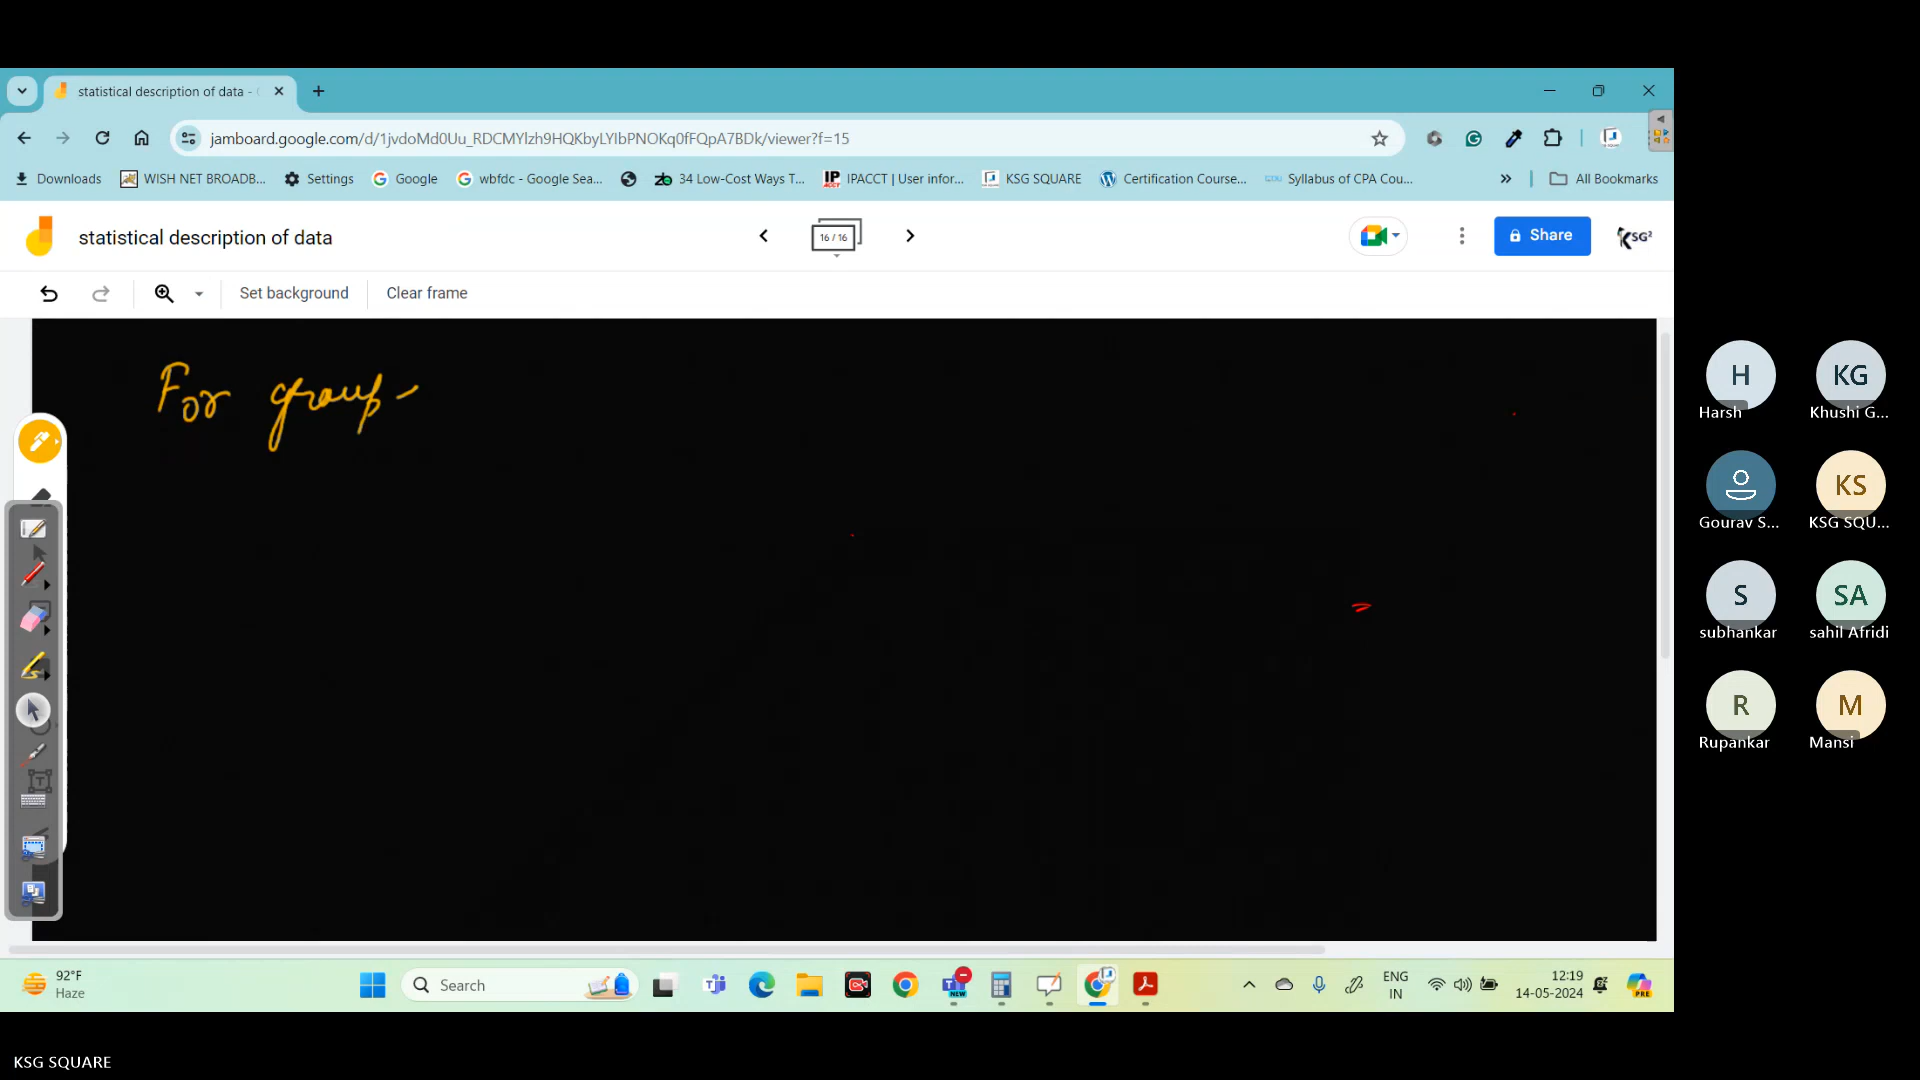 statistical description of data - G
jamboard.google.com/d/1jvdoMd0Uu_RDCMYlzh9HQKbyLYlbPNOKq0fFQpA7BDk/viewer?f=15
Downloads WISH NET BROADB... Settings Google wbfdc - Google Sea... 34 Low-Cost Ways T... IPACCT | User infor... KSG SQUARE Certification Course... Syllabus of CPA Cou... » All Bookmarks
statistical description of data 16 / 16 Share KSG²
Set background Clear frame
For group-
H KG
Harsh Khushi G...
KS
Gourav S... KSG SQU...
S SA
subhankar sahil Afridi
R M
Rupankar Mansi
92°F
Haze
Search
NEW
ENG
IN
12:19
14-05-2024
PRE
KSG SQUARE